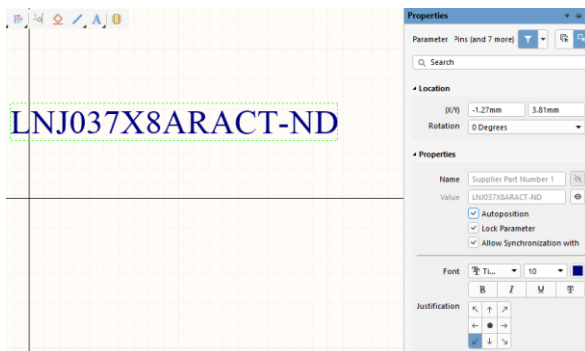 A
Properties
Parameter Pins (and 7 more)
Search
Location
(X/Y) -1.27mm 3.81mm
Rotation 0 Degrees
LNJ037X8ARACT-ND
Properties
Name Supplier Part Number 1
Value LNJ037X8ARACT-ND
Autoposition
Lock Parameter
Allow Synchronization with
Font Ti... 10
B I U T
Justification